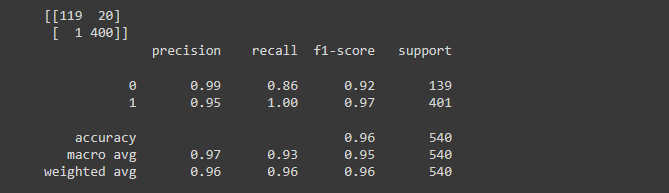 [[119  20]
 [  1 400]]
              precision    recall  f1-score   support

           0       0.99      0.86      0.92       139
           1       0.95      1.00      0.97       401

    accuracy                           0.96       540
   macro avg       0.97      0.93      0.95       540
weighted avg       0.96      0.96      0.96       540